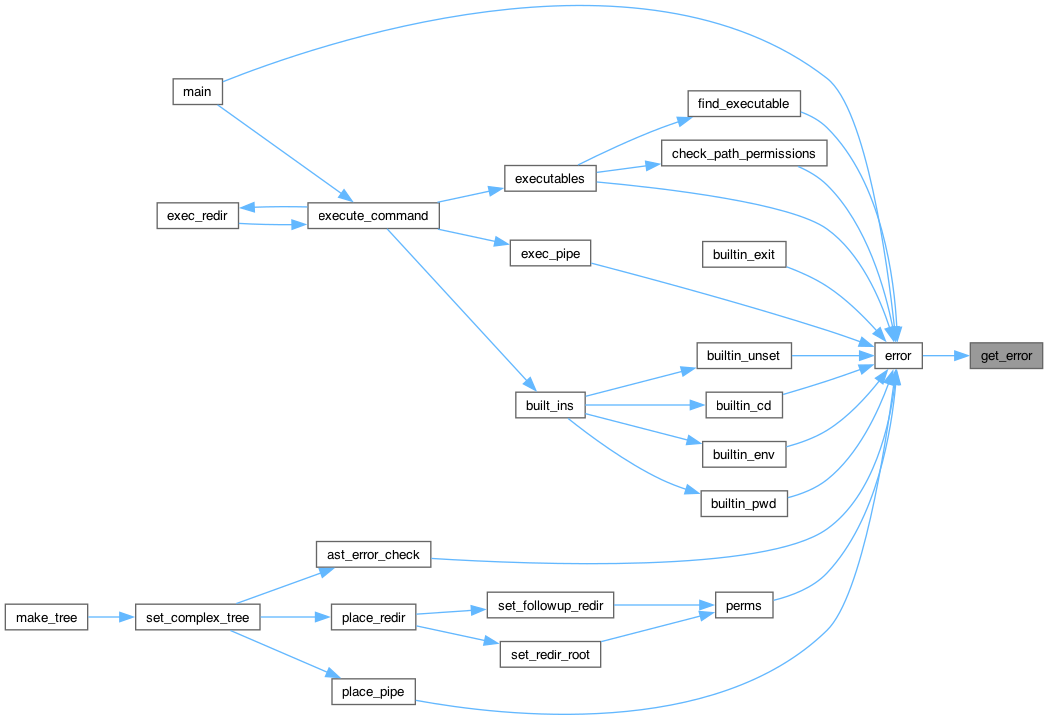 main
find_executable
check_path_permissions
executables
exec_redir
execute_command
exec_pipe
builtin_exit
error
get_error
builtin_unset
built_ins
builtin_cd
builtin_env
builtin_pwd
ast_error_check
make_tree
set_complex_tree
place_redir
set_followup_redir
perms
set_redir_root
place_pipe